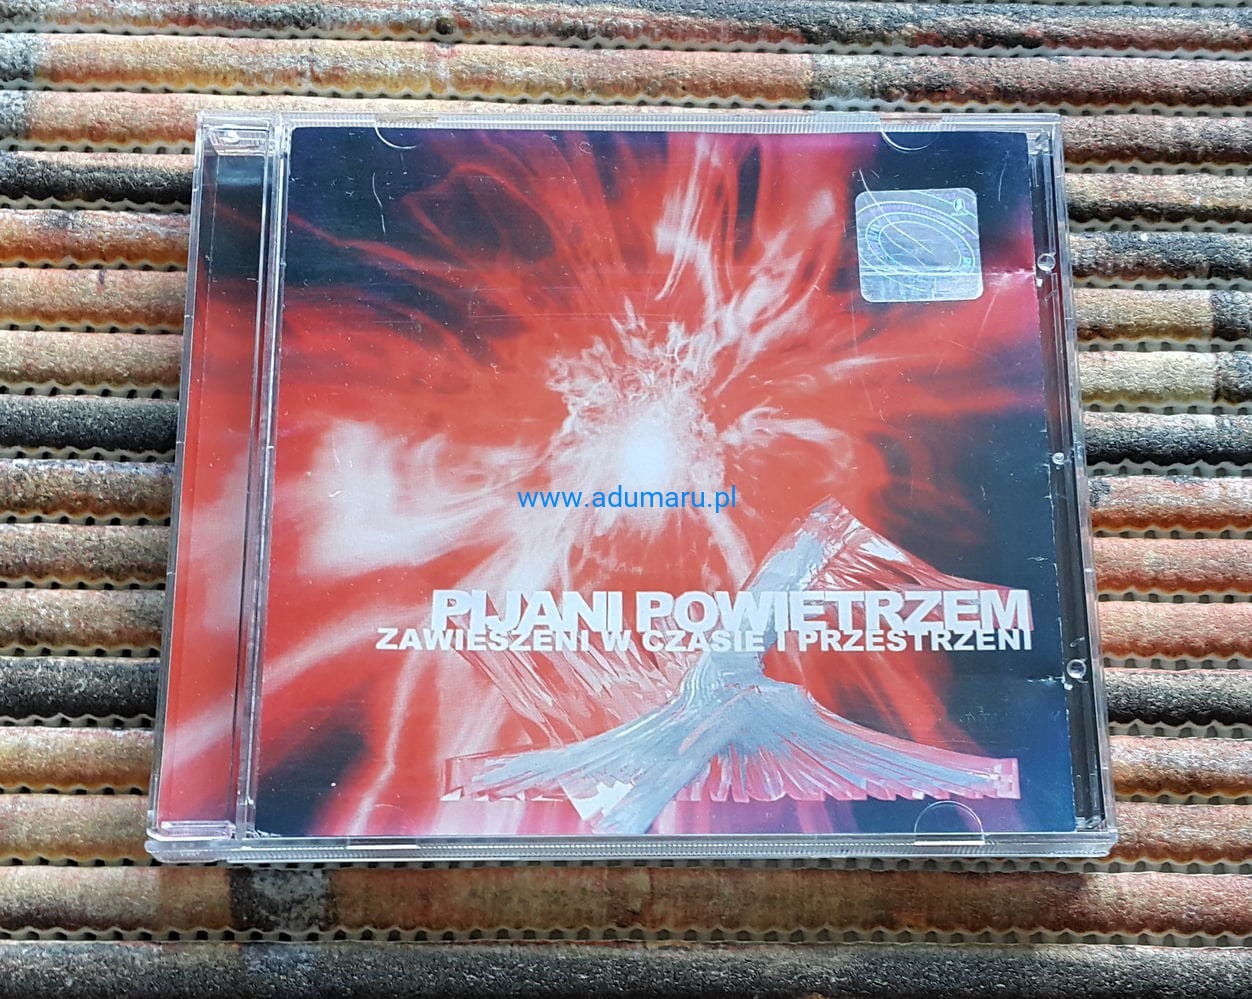 www.adumaru.pl
PIJANI POWIETRZEM
ZAWIESZENI W CZASIE I PRZESTRZENI